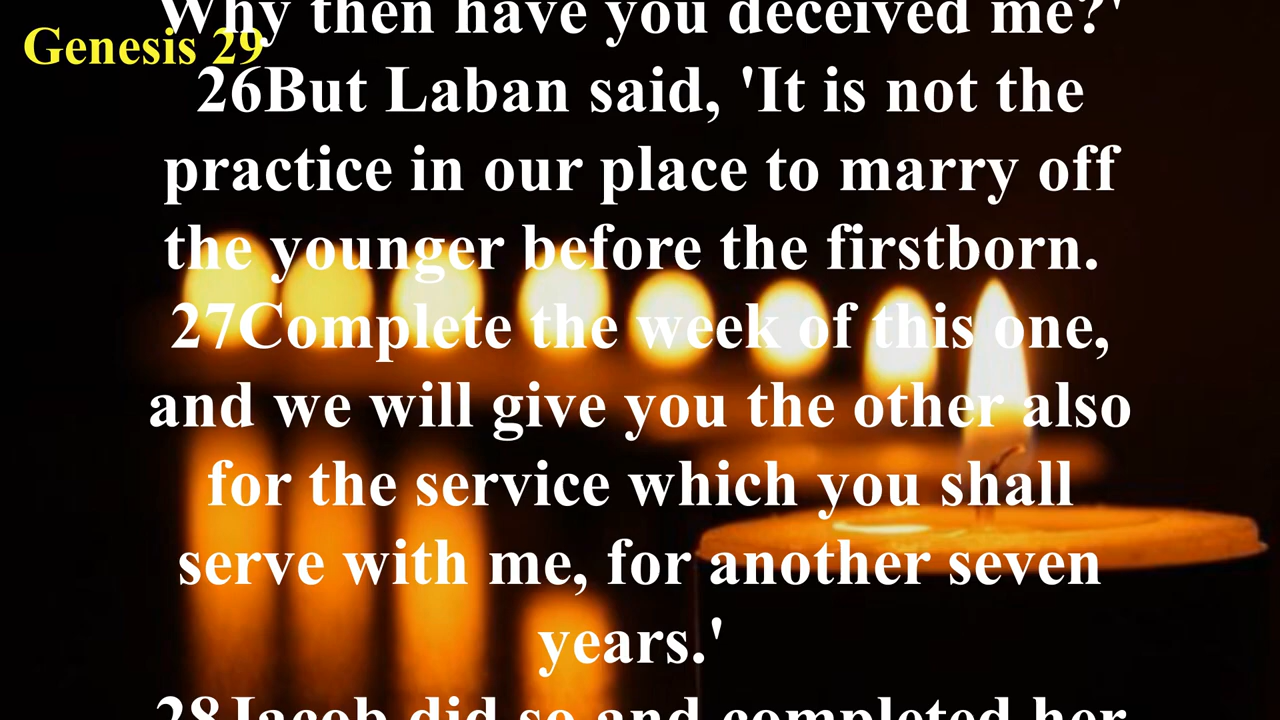 Why then have you deceived me?'
Genesis 29
26But Laban said, 'It is not the
practice in our place to marry off
the younger before the firstborn.
27Complete the week of this one,
and we will give you the other also
for the service which you shall
serve with me, for another seven
years.'
28Jacob did so and completed her